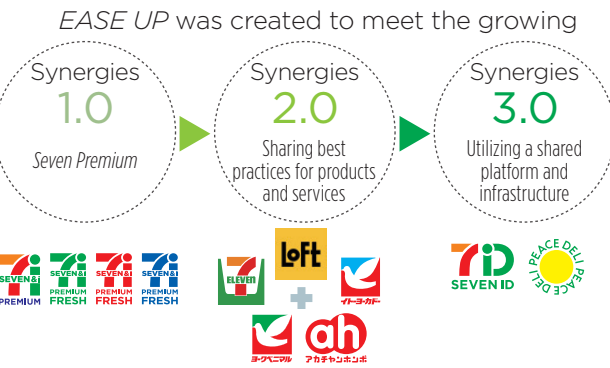 EASE UP was created to meet the growing
Synergies
1.0
Seven Premium
Synergies
2.0
Sharing best
practices for products
and services
Synergies
3.0
Utilizing a shared
platform and
infrastructure
SEVEN&i
PREMIUM
SEVEN&i
PREMIUM
FRESH
SEVEN&i
PREMIUM
FRESH
SEVEN&i
PREMIUM
FRESH
7
ELEVEN
LOFT
イトーヨーカドー
ヨークベニマル
ah
アカチャンホンポ
7iD
SEVEN ID
PEACE DELI PEACE DELI